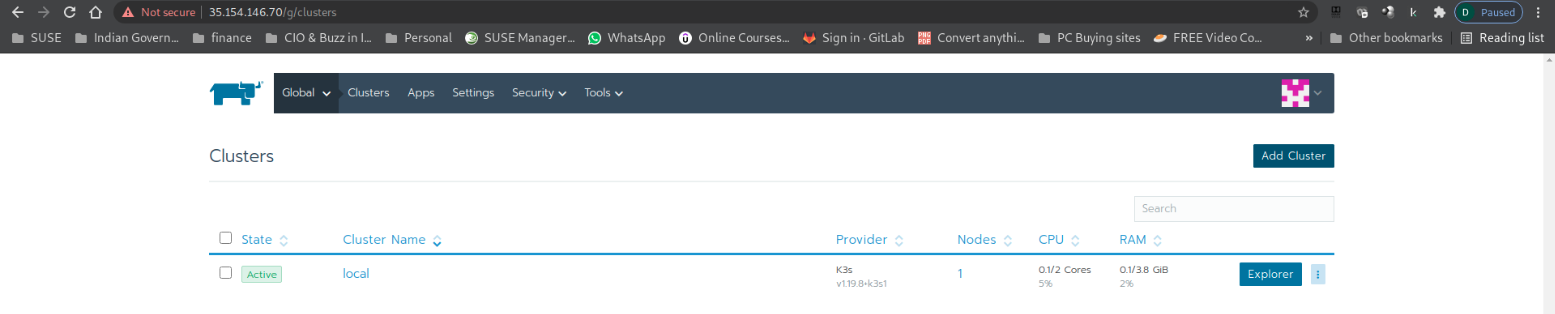 Not secure | 35.154.146.70/g/clusters Paused
SUSE Indian Govern... finance CIO & Buzz in I... Personal SUSE Manager... WhatsApp Online Courses... Sign in · GitLab PNG PDF Convert anythi... PC Buying sites FREE Video Co... » Other bookmarks Reading list
Global Clusters Apps Settings Security Tools
Clusters Add Cluster
Search
State Cluster Name Provider Nodes CPU RAM
Active local K3s 1 0.1/2 Cores 0.1/3.8 GiB Explorer
v1.19.8+k3s1 5% 2%